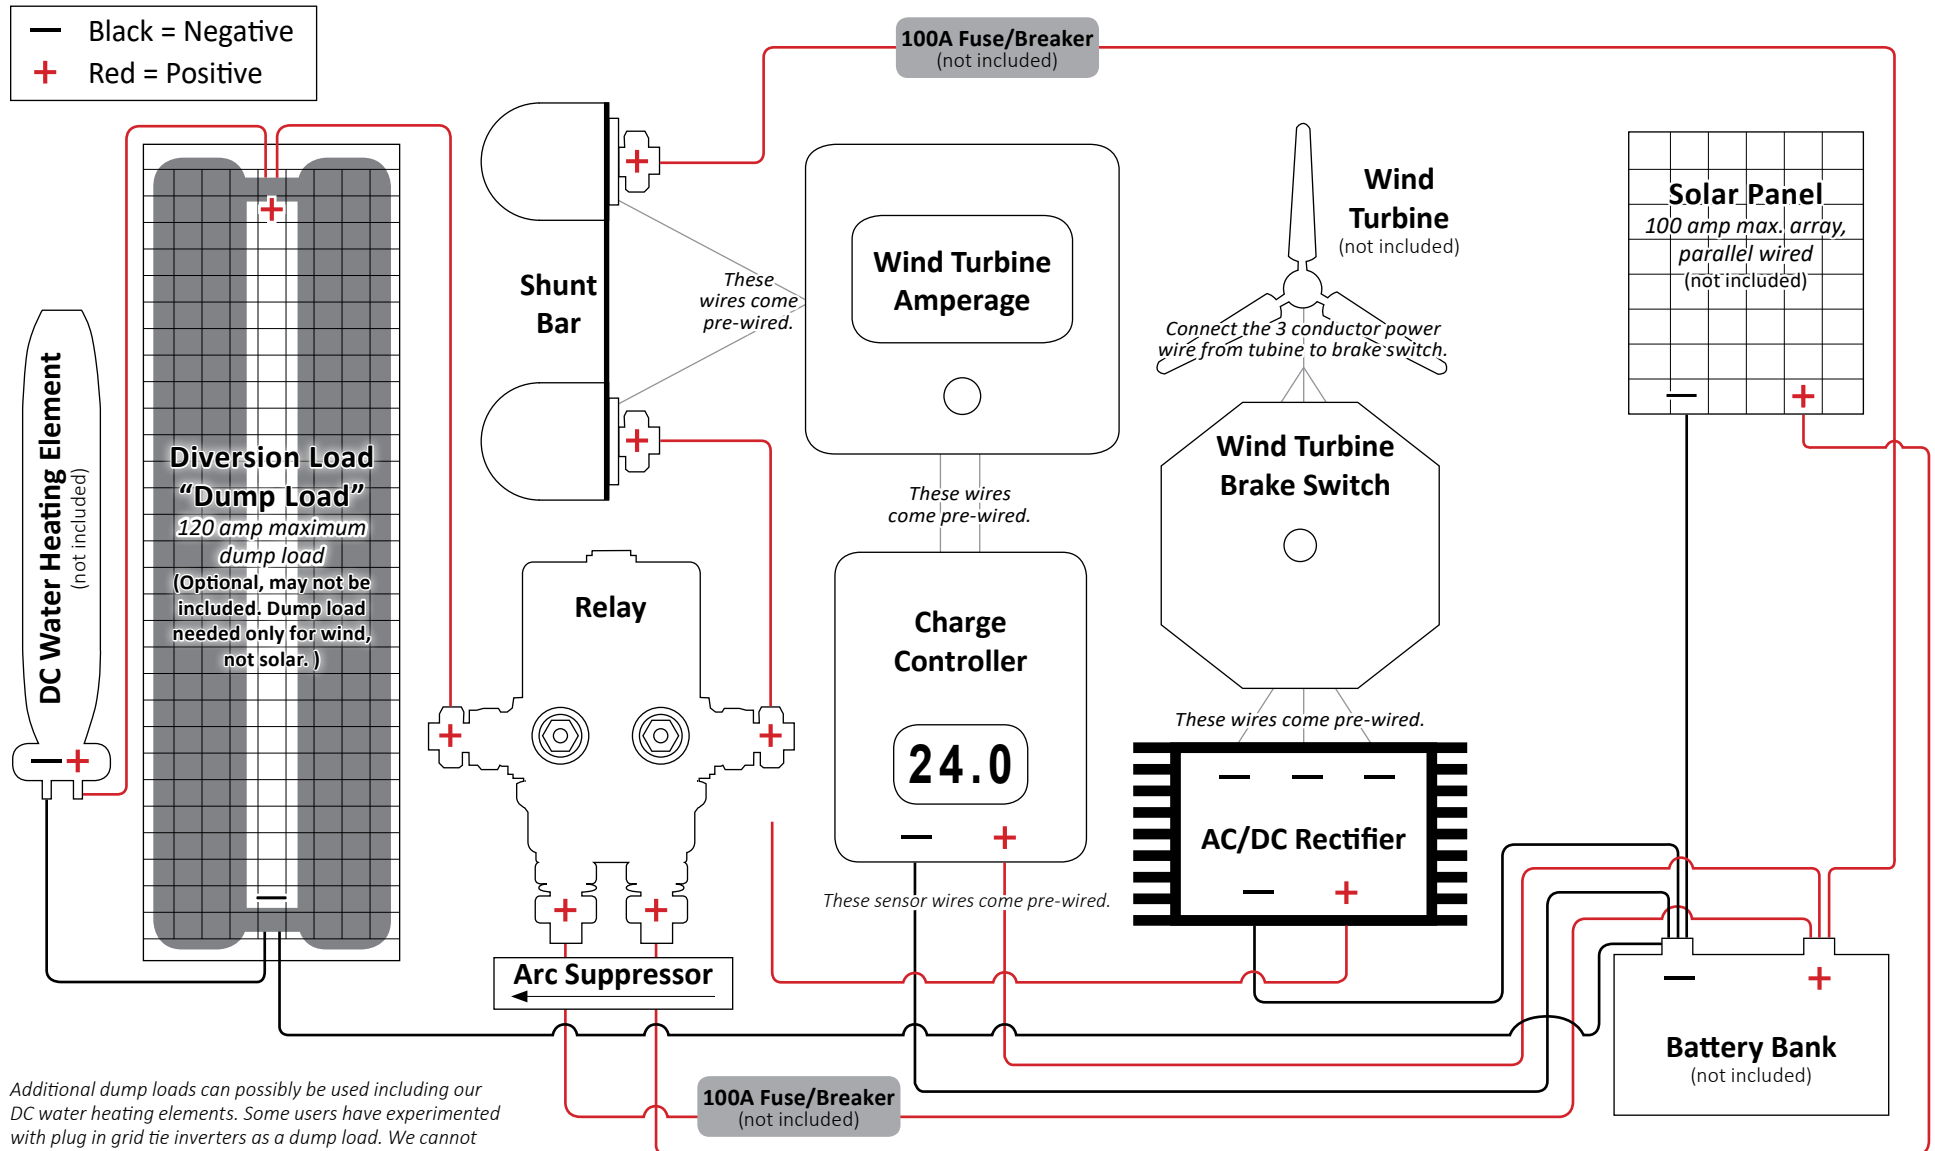 Black = Negative
Red = Positive
100A Fuse/Breaker
(not included)
Shunt
Bar
These
wires come
pre-wired.
Wind Turbine
Amperage
Wind
Turbine
(not included)
Connect the 3 conductor power
wire from tubine to brake switch.
Solar Panel
100 amp max. array,
parallel wired
(not included)
DC Water Heating Element
(not included)
Diversion Load
“Dump Load”
120 amp maximum
dump load
(Optional, may not be
included. Dump load
needed only for wind,
not solar. )
These wires
come pre-wired.
Wind Turbine
Brake Switch
Relay
Charge
Controller
24.0
These wires come pre-wired.
AC/DC Rectifier
These sensor wires come pre-wired.
Arc Suppressor
Battery Bank
(not included)
100A Fuse/Breaker
(not included)
Additional dump loads can possibly be used including our
DC water heating elements. Some users have experimented
with plug in grid tie inverters as a dump load. We cannot